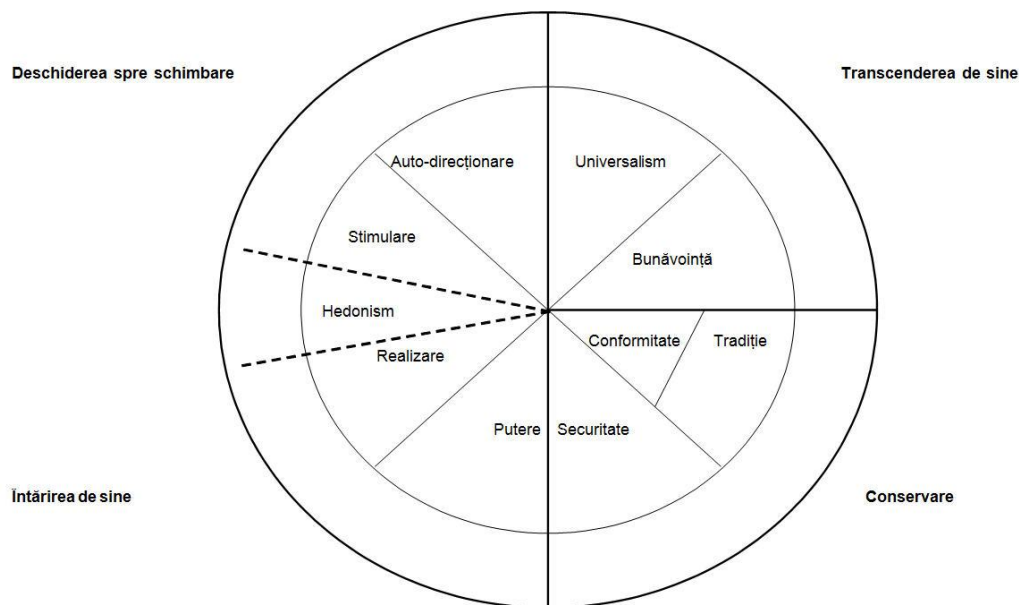 Deschiderea spre schimbare
Transcenderea de sine
Auto-direcționare
Universalism
Stimulare
Bunăvoință
Hedonism
Conformitate
Tradiție
Realizare
Putere
Securitate
Întărirea de sine
Conservare